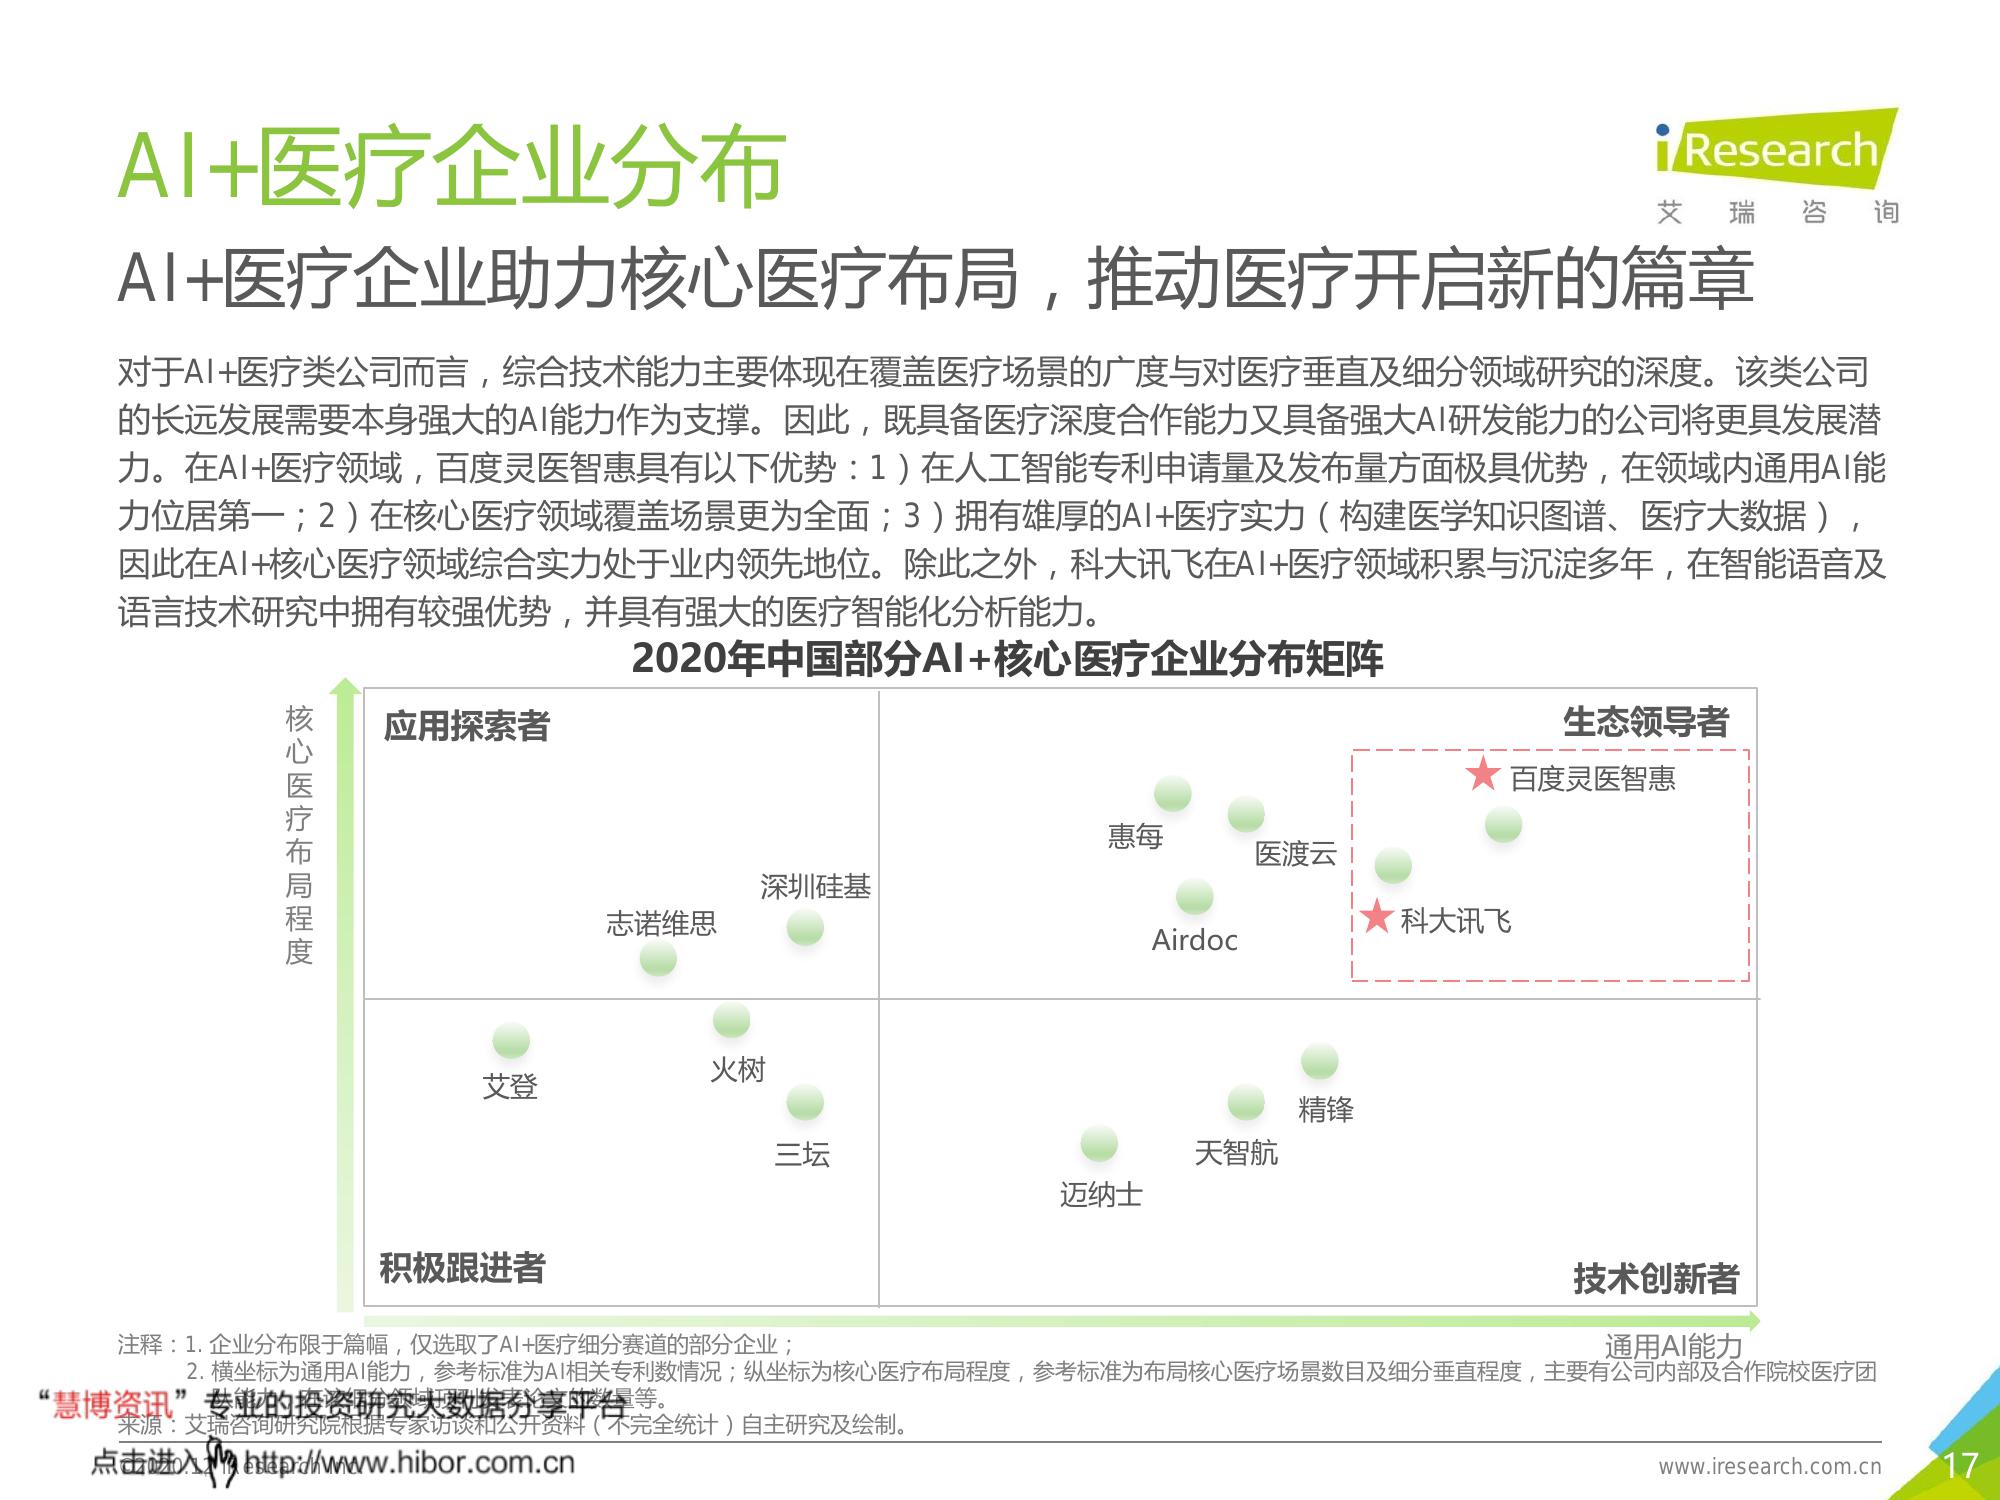 AI+医疗企业分布
iResearch
艾瑞咨询
AI+医疗企业助力核心医疗布局，推动医疗开启新的篇章
对于AI+医疗类公司而言，综合技术能力主要体现在覆盖医疗场景的广度与对医疗垂直及细分领域研究的深度。该类公司
的长远发展需要本身强大的AI能力作为支撑。因此，既具备医疗深度合作能力又具备强大AI研发能力的公司将更具发展潜
力。在AI+医疗领域，百度灵医智惠具有以下优势：1）在人工智能专利申请量及发布量方面极具优势，在领域内通用AI能
力位居第一；2）在核心医疗领域覆盖场景更为全面；3）拥有雄厚的AI+医疗实力（构建医学知识图谱、医疗大数据），
因此在AI+核心医疗领域综合实力处于业内领先地位。除此之外，科大讯飞在AI+医疗领域积累与沉淀多年，在智能语音及
语言技术研究中拥有较强优势，并具有强大的医疗智能化分析能力。
2020年中国部分AI+核心医疗企业分布矩阵
核心医疗布局程度
应用探索者
生态领导者
百度灵医智惠
惠每
医渡云
深圳硅基
志诺维思
科大讯飞
Airdoc
火树
艾登
精锋
三坛
天智航
迈纳士
积极跟进者
技术创新者
通用AI能力
注释：1. 企业分布限于篇幅，仅选取了AI+医疗细分赛道的部分企业；
2. 横坐标为通用AI能力，参考标准为AI相关专利数情况；纵坐标为核心医疗布局程度，参考标准为布局核心医疗场景数目及细分垂直程度，主要有公司内部及合作院校医疗团
数量等。
“慧博资讯”专业的投资研究大数据分享平台
来源：艾瑞咨询研究院根据专家访谈和公开资料（不完全统计）自主研究及绘制。
点击进入 http://www.hibor.com.cn
©2020.12 iResearch Inc.
www.iresearch.com.cn
17